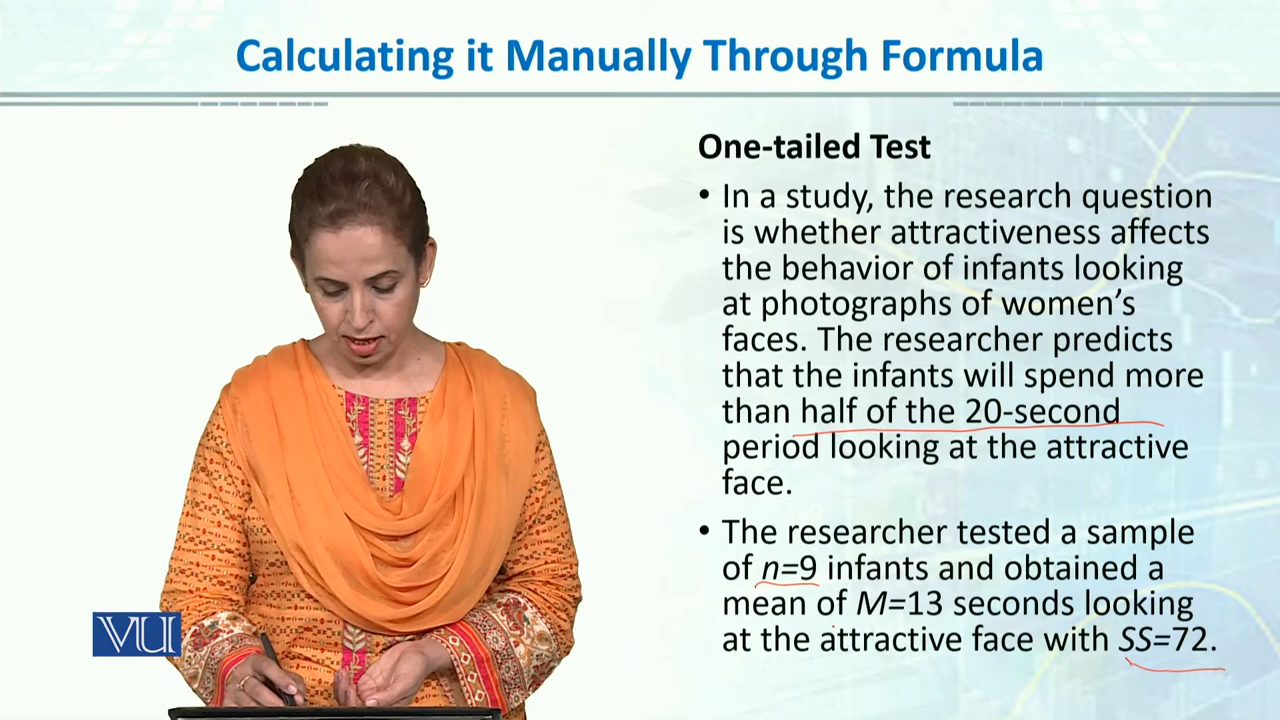 Calculating it Manually Through Formula
One-tailed Test
• In a study, the research question
is whether attractiveness affects
the behavior of infants looking
at photographs of women's
faces. The researcher predicts
that the infants will spend more
than half of the 20-second
period looking at the attractive
face.
• The researcher tested a sample
of n=9 infants and obtained a
mean of M=13 seconds looking
at the attractive face with SS=72.
VU